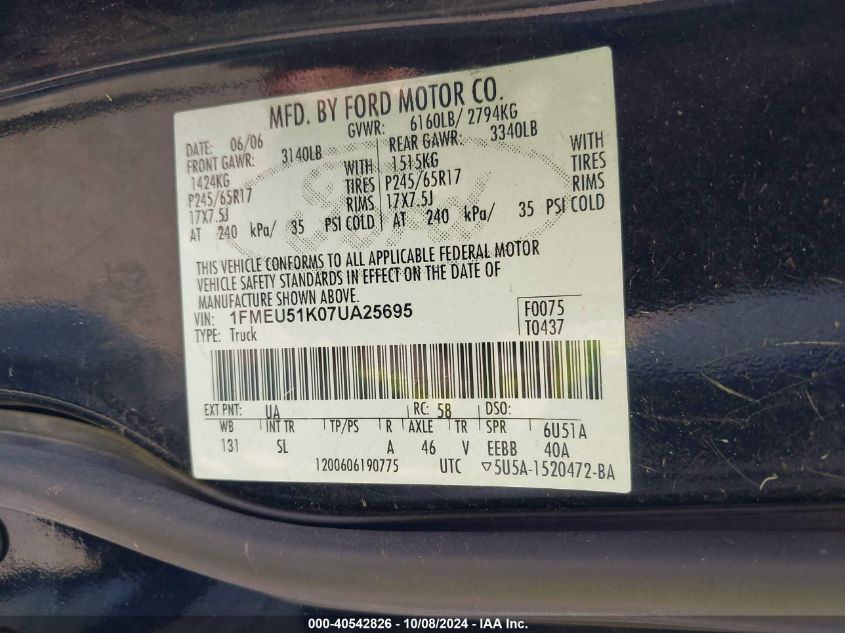 MFD. BY FORD MOTOR CO.
DATE: 06/06 GVWR: 6160LB/ 2794KG
FRONT GAWR: 3140LB REAR GAWR: 3340LB
1424KG WITH 1515KG WITH
P245/65R17 TIRES P245/65R17 TIRES
17X7.5J RIMS 17X7.5J RIMS
AT 240 kPa/ 35 PSI COLD AT 240 kPa/ 35 PSI COLD
THIS VEHICLE CONFORMS TO ALL APPLICABLE FEDERAL MOTOR
VEHICLE SAFETY STANDARDS IN EFFECT ON THE DATE OF
MANUFACTURE SHOWN ABOVE.
VIN: 1FMEU51K07UA25695 F0075
TYPE: Truck T0437
EXT PNT: UA RC: 58 DSO:
WB INT TR TP/PS R AXLE TR SPR 6U51A
131 SL A 46 V EEBB 40A
1200606190775 UTC ▽5U5A-1520472-BA
000-40542826 - 10/08/2024 - IAA Inc.